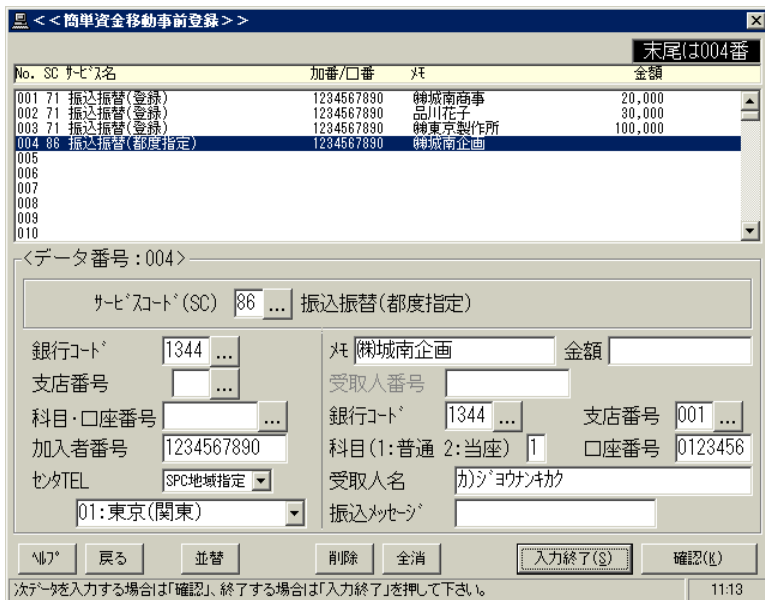 <<簡単資金移動事前登録>>
末尾は004番
No. SC ｻｰﾋﾞｽ名 加番/口番 ﾒﾓ 金額
001 71 振込振替(登録) 1234567890 ㈱城南商事 20,000
002 71 振込振替(登録) 1234567890 品川花子 30,000
003 71 振込振替(登録) 1234567890 ㈱東京製作所 100,000
004 86 振込振替(都度指定) 1234567890 ㈱城南企画
005
006
007
008
009
010
<データ番号:004>
ｻｰﾋﾞｽｺｰﾄﾞ(SC) 86 ... 振込振替(都度指定)
銀行ｺｰﾄﾞ 1344 ... ﾒﾓ ㈱城南企画 金額
支店番号 ... 受取人番号
科目・口座番号 ... 銀行ｺｰﾄﾞ 1344 ... 支店番号 001 ...
加入者番号 1234567890 科目(1:普通 2:当座) 1 口座番号 0123456
ｾﾝﾀTEL SPC地域指定 受取人名 ｶ)ｼﾞﾖｳﾅﾝｷｶｸ
01:東京(関東) 振込ﾒｯｾｰｼﾞ
ﾍﾙﾌﾟ 戻る 並替 削除 全消 入力終了(S) 確認(K)
次ﾃﾞｰﾀを入力する場合は「確認」、終了する場合は「入力終了」を押して下さい。 11:13